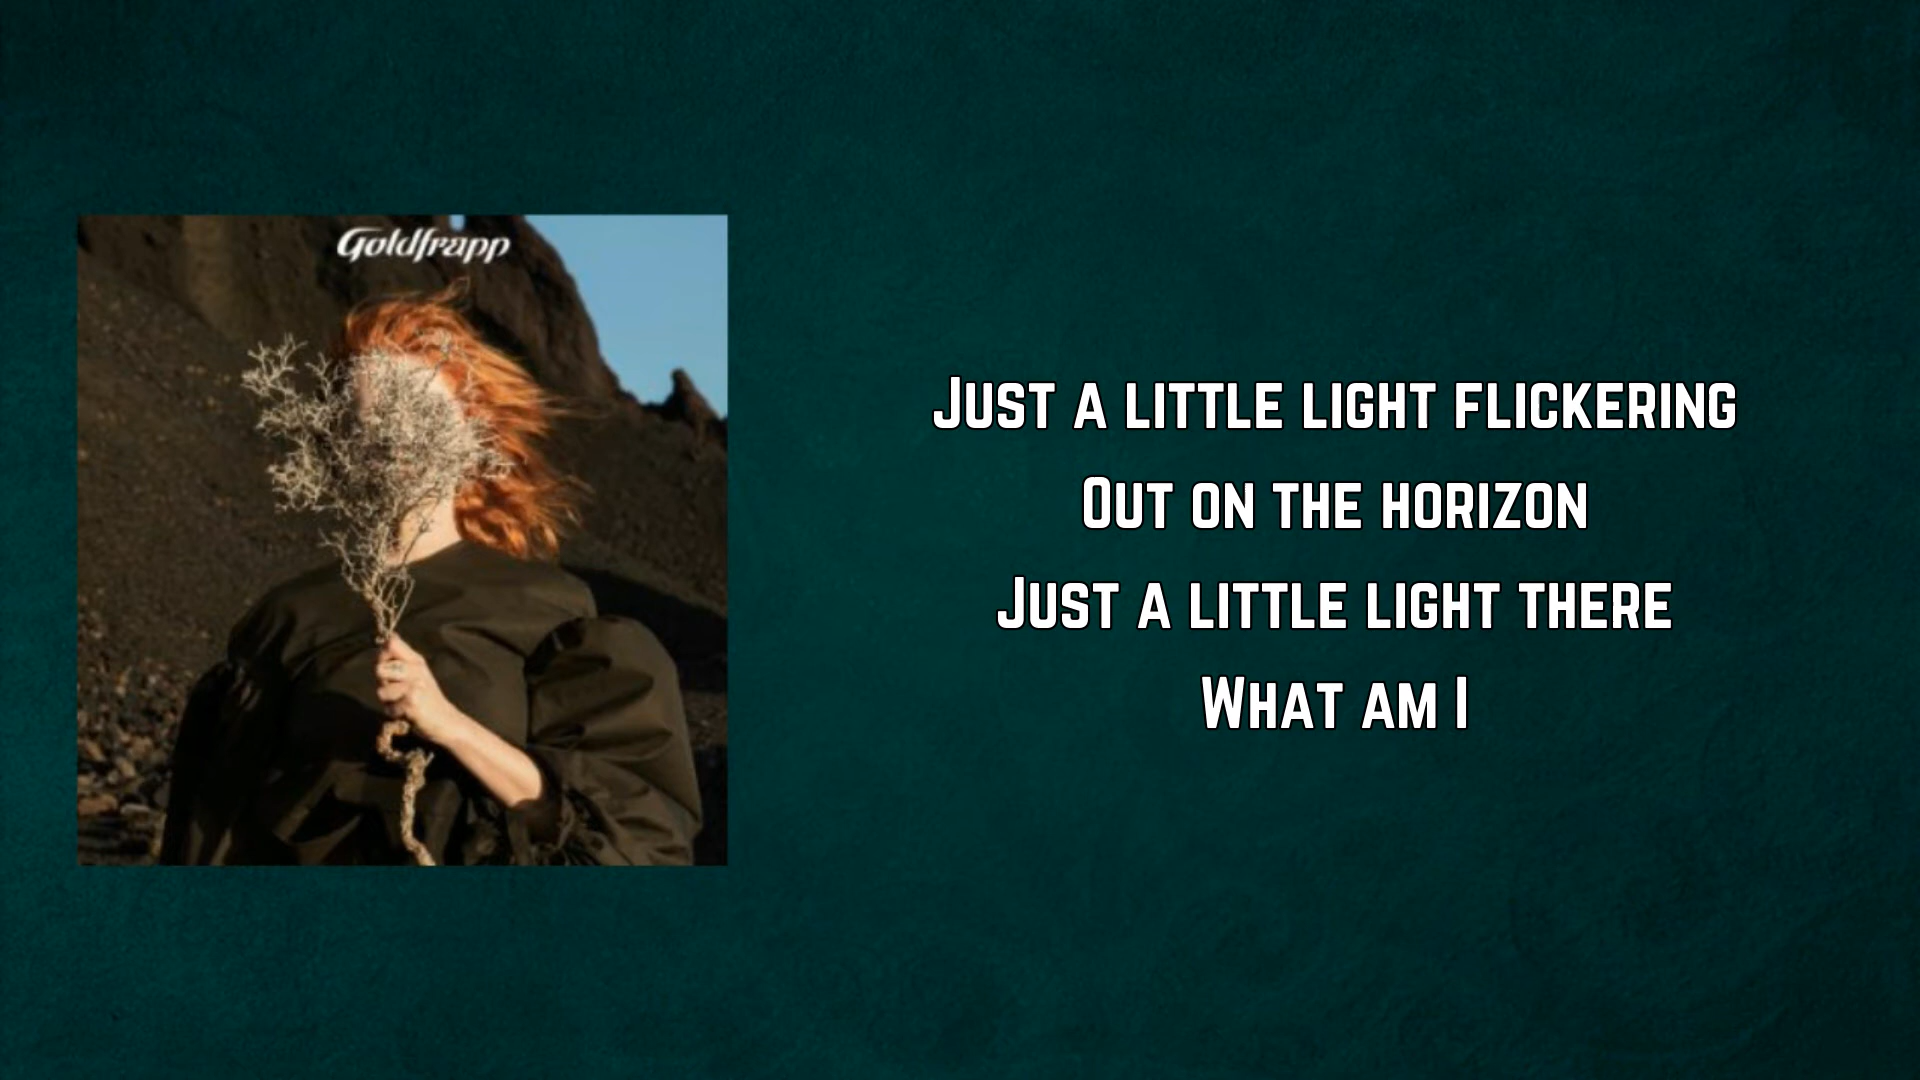 Goldfrapp
Just a little light flickering
Out on the horizon
Just a little light there
What am I